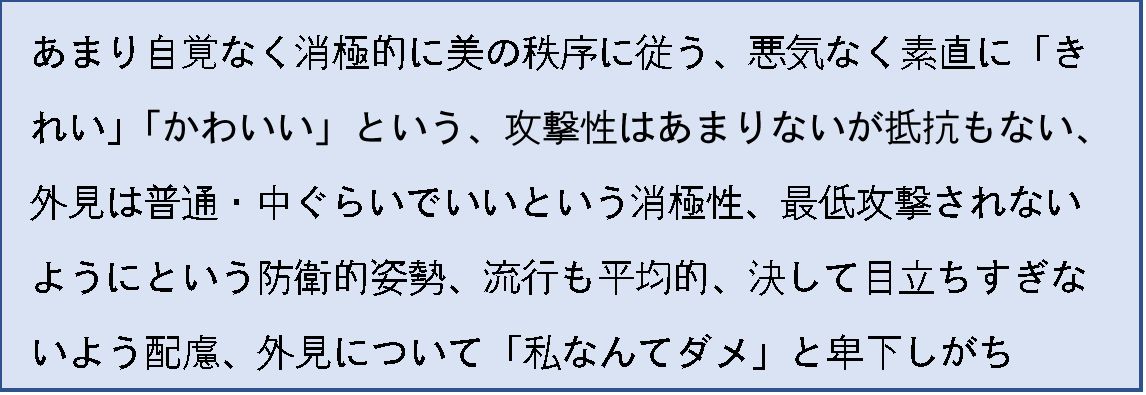 あまり自覚なく消極的に美の秩序に従う、悪気なく素直に「き
れい」「かわいい」という、攻撃性はあまりないが抵抗もない、
外見は普通・中ぐらいでいいという消極性、最低攻撃されない
ようにという防衛的姿勢、流行も平均的、決して目立ちすぎな
いよう配慮、外見について「私なんてダメ」と卑下しがち